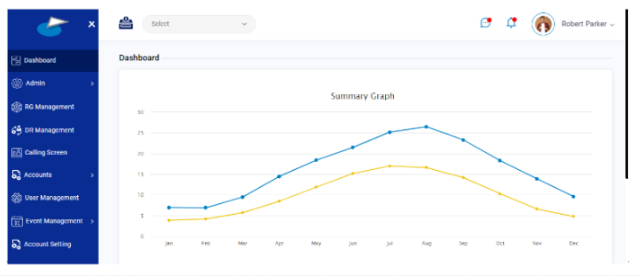 ×
Select
Robert Parker
Dashboard
Dashboard
Admin
RG Management
DR Management
Calling Screen
Accounts
User Management
Event Management
Account Setting
Summary Graph
30
25
20
15
10
5
0
Jan Feb Mar Apr May Jun Jul Aug Sep Oct Nov Dec